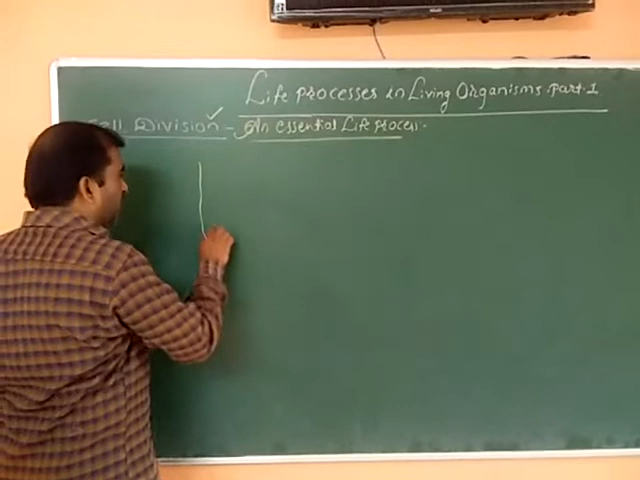 Life Processes in Living Organisms Part-1
Cell Division - An essential Life process.